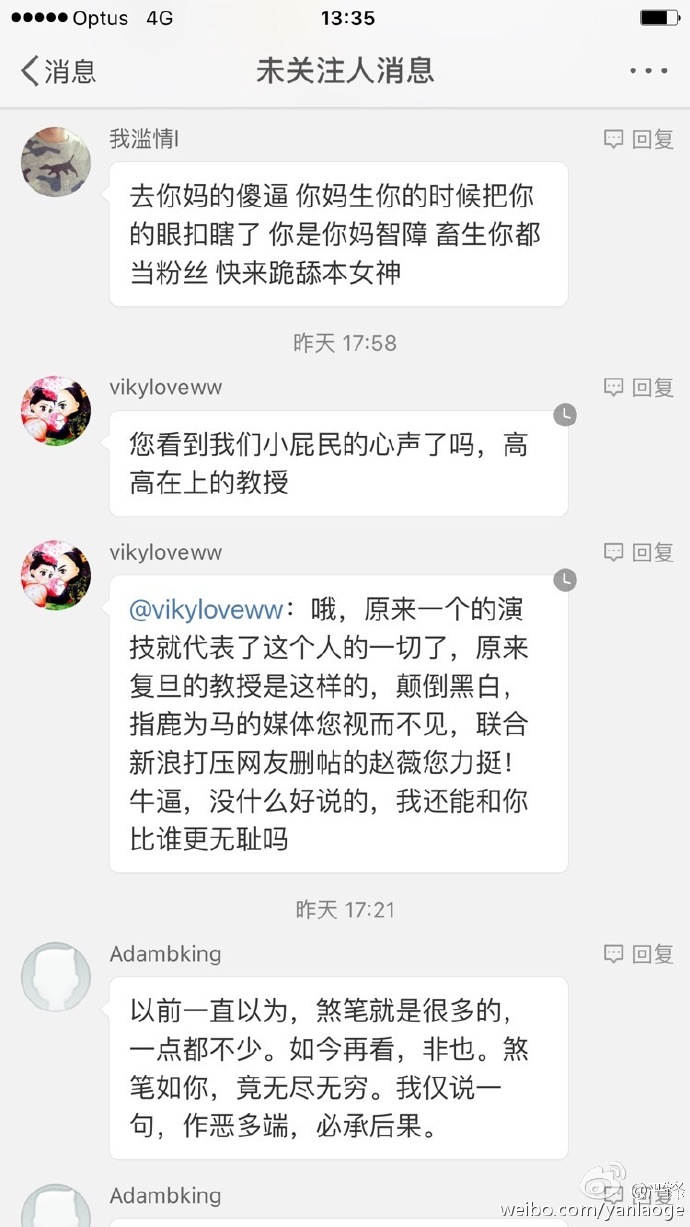 Optus 4G 13:35
消息 未关注人消息
我滥情l 回复
去你妈的傻逼 你妈生你的时候把你
的眼扣瞎了 你是你妈智障 畜生你都
当粉丝 快来跪舔本女神
昨天 17:58
vikyloveww 回复
您看到我们小屁民的心声了吗，高
高在上的教授
vikyloveww 回复
@vikyloveww：哦，原来一个的演
技就代表了这个人的一切了，原来
复旦的教授是这样的，颠倒黑白，
指鹿为马的媒体您视而不见，联合
新浪打压网友删帖的赵薇您力挺！
牛逼，没什么好说的，我还能和你
比谁更无耻吗
昨天 17:21
Adambking 回复
以前一直以为，煞笔就是很多的，
一点都不少。如今再看，非也。煞
笔如你，竟无尽无穷。我仅说一
句，作恶多端，必承后果。
Adambking 回复
weibo.com/yanlaoge